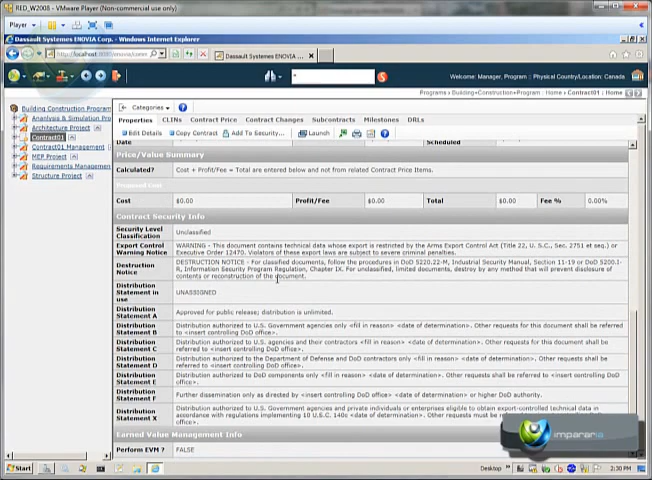 RED_W2008 - VMware Player (Non-commercial use only)
Player
Dassault Systemes ENOVIA Corp. - Windows Internet Explorer
Dassault Systemes ENOVIA Cor...
Welcome: Manager, Program
Physical Country/Location: Canada
Programs › Building+Construction+Program : Home › Contract01 : Home
Building Construction Program
Analysis & Simulation Pro
Architecture Project
Contract01
Contract01 Management
MEP Project
Requirements Management
Structure Project
Categories
Properties CLINs Contract Price Contract Changes Subcontracts Milestones DRLs
Edit Details Copy Contract Add To Security... Launch
Date Scheduled
Price/Value Summary
Calculated? Cost + Profit/Fee = Total are entered below and not from related Contract Price Items.
Proposed Cost
Cost $0.00 Profit/Fee $0.00 Total $0.00 Fee % 0.00%
Contract Security Info
Security Level Classification Unclassified
Export Control Warning Notice
WARNING - This document contains technical data whose export is restricted by the Arms Export Control Act (Title 22, U. S.C., Sec. 2751 et seq.) or
Executive Order 12470. Violators of these export laws are subject to severe criminal penalties.
Destruction Notice
DESTRUCTION NOTICE - For classified documents, follow the procedures in DoD 5220.22-M, Industrial Security Manual, Section 11-19 or DoD 5200.I-
R, Information Security Program Regulation, Chapter IX. For unclassified, limited documents, destroy by any method that will prevent disclosure of
contents or reconstruction of the document.
Distribution Statement in use UNASSIGNED
Distribution Statement A Approved for public release; distribution is unlimited.
Distribution Statement B
Distribution authorized to U.S. Government agencies only <fill in reason> <date of determination>. Other requests for this document shall be referred
to <insert controlling DoD office>.
Distribution Statement C
Distribution authorized to U.S. agencies and their contractors <fill in reason> <date of determination>. Other requests for this document shall be
referred to <insert controlling DoD office>.
Distribution Statement D
Distribution authorized to the Department of Defense and DoD contractors only <fill in reason> <date of determination>. Other requests shall be
referred to <insert controlling DoD office>.
Distribution Statement E
Distribution authorized to DoD components only <fill in reason> <date of determination>. Other requests shall be referred to <insert controlling DoD
office>.
Distribution Statement F Further dissemination only as directed by <insert controlling DoD office> <date of determination> or higher DoD authority.
Distribution Statement X
Distribution authorized to U.S. Government agencies and private individuals or enterprises eligible to obtain export-controlled technical data in
accordance with regulations implementing 10 U.S.C. 140c <date of determination>. Other requests must be
office>.
imparaia
Earned Value Management Info
Perform EVM ? FALSE
Start
Desktop
2:30 PM